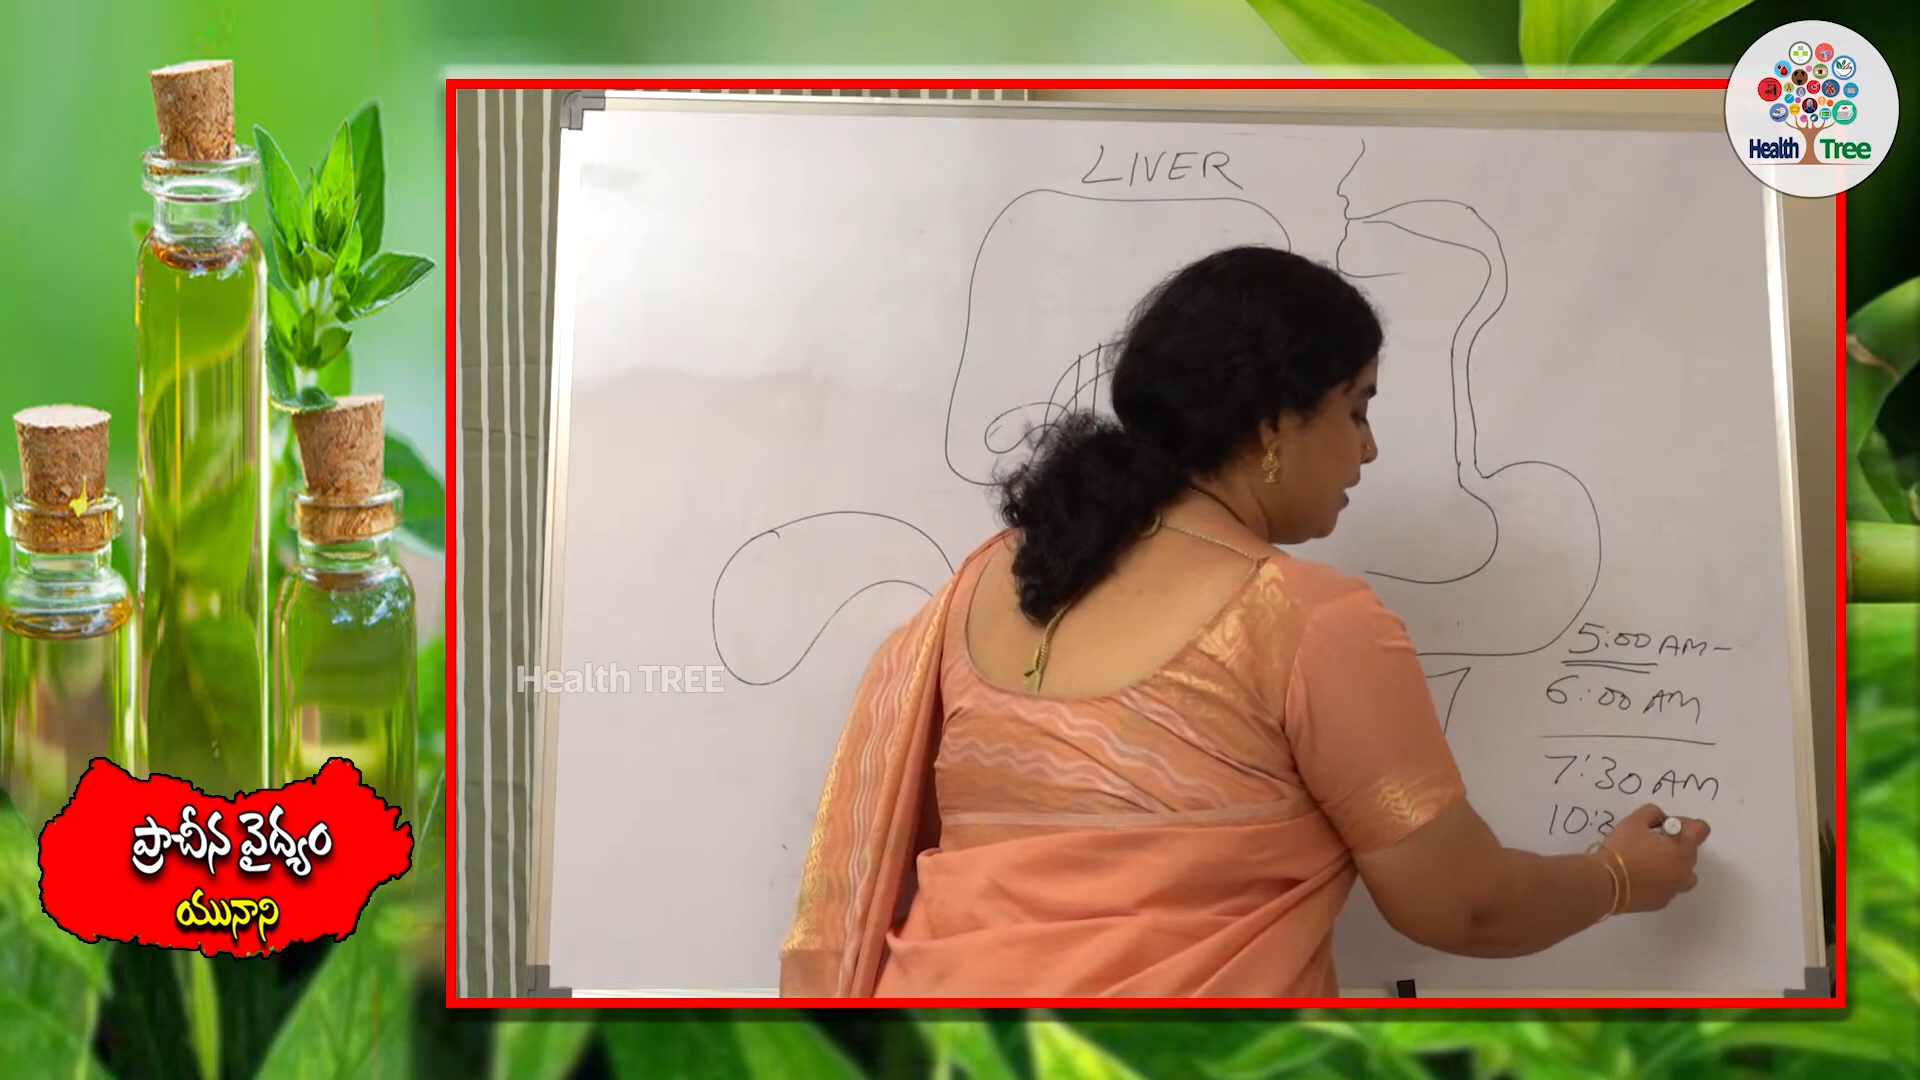 Health Tree
LIVER
5:00 AM-
6:00 AM
7:30 AM
Health TREE
ప్రాచీన వైద్యం
యునాని